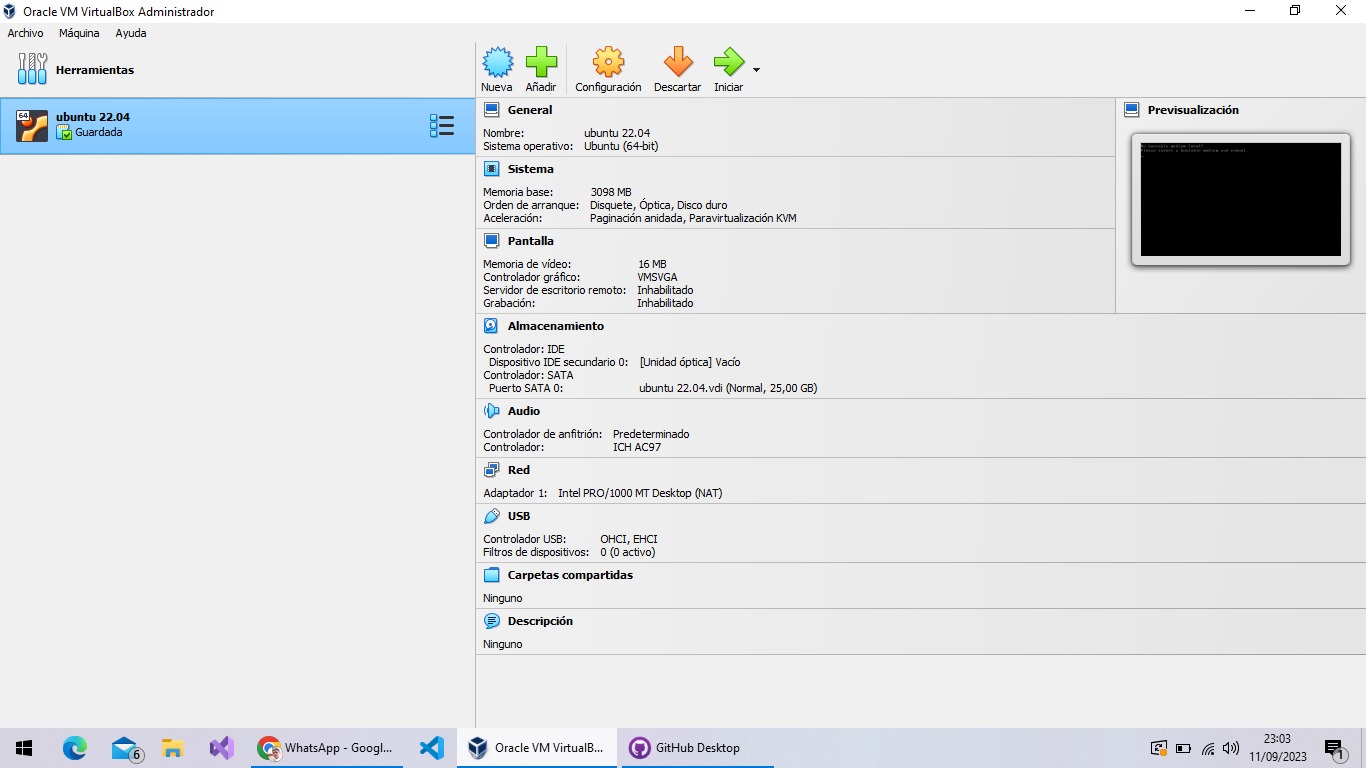 Oracle VM VirtualBox Administrador
Archivo Máquina Ayuda
Herramientas
Nueva Añadir Configuración Descartar Iniciar
64
ubuntu 22.04
Guardada
General
Nombre: ubuntu 22.04
Sistema operativo: Ubuntu (64-bit)
Sistema
Memoria base: 3098 MB
Orden de arranque: Disquete, Óptica, Disco duro
Aceleración: Paginación anidada, Paravirtualización KVM
Pantalla
Memoria de vídeo: 16 MB
Controlador gráfico: VMSVGA
Servidor de escritorio remoto: Inhabilitado
Grabación: Inhabilitado
Previsualización
Almacenamiento
Controlador: IDE
Dispositivo IDE secundario 0: [Unidad óptica] Vacío
Controlador: SATA
Puerto SATA 0: ubuntu 22.04.vdi (Normal, 25,00 GB)
Audio
Controlador de anfitrión: Predeterminado
Controlador: ICH AC97
Red
Adaptador 1: Intel PRO/1000 MT Desktop (NAT)
USB
Controlador USB: OHCI, EHCI
Filtros de dispositivos: 0 (0 activo)
Carpetas compartidas
Ninguno
Descripción
Ninguno
6
WhatsApp - Googl...
Oracle VM VirtualB...
GitHub Desktop
23:03
11/09/2023
1